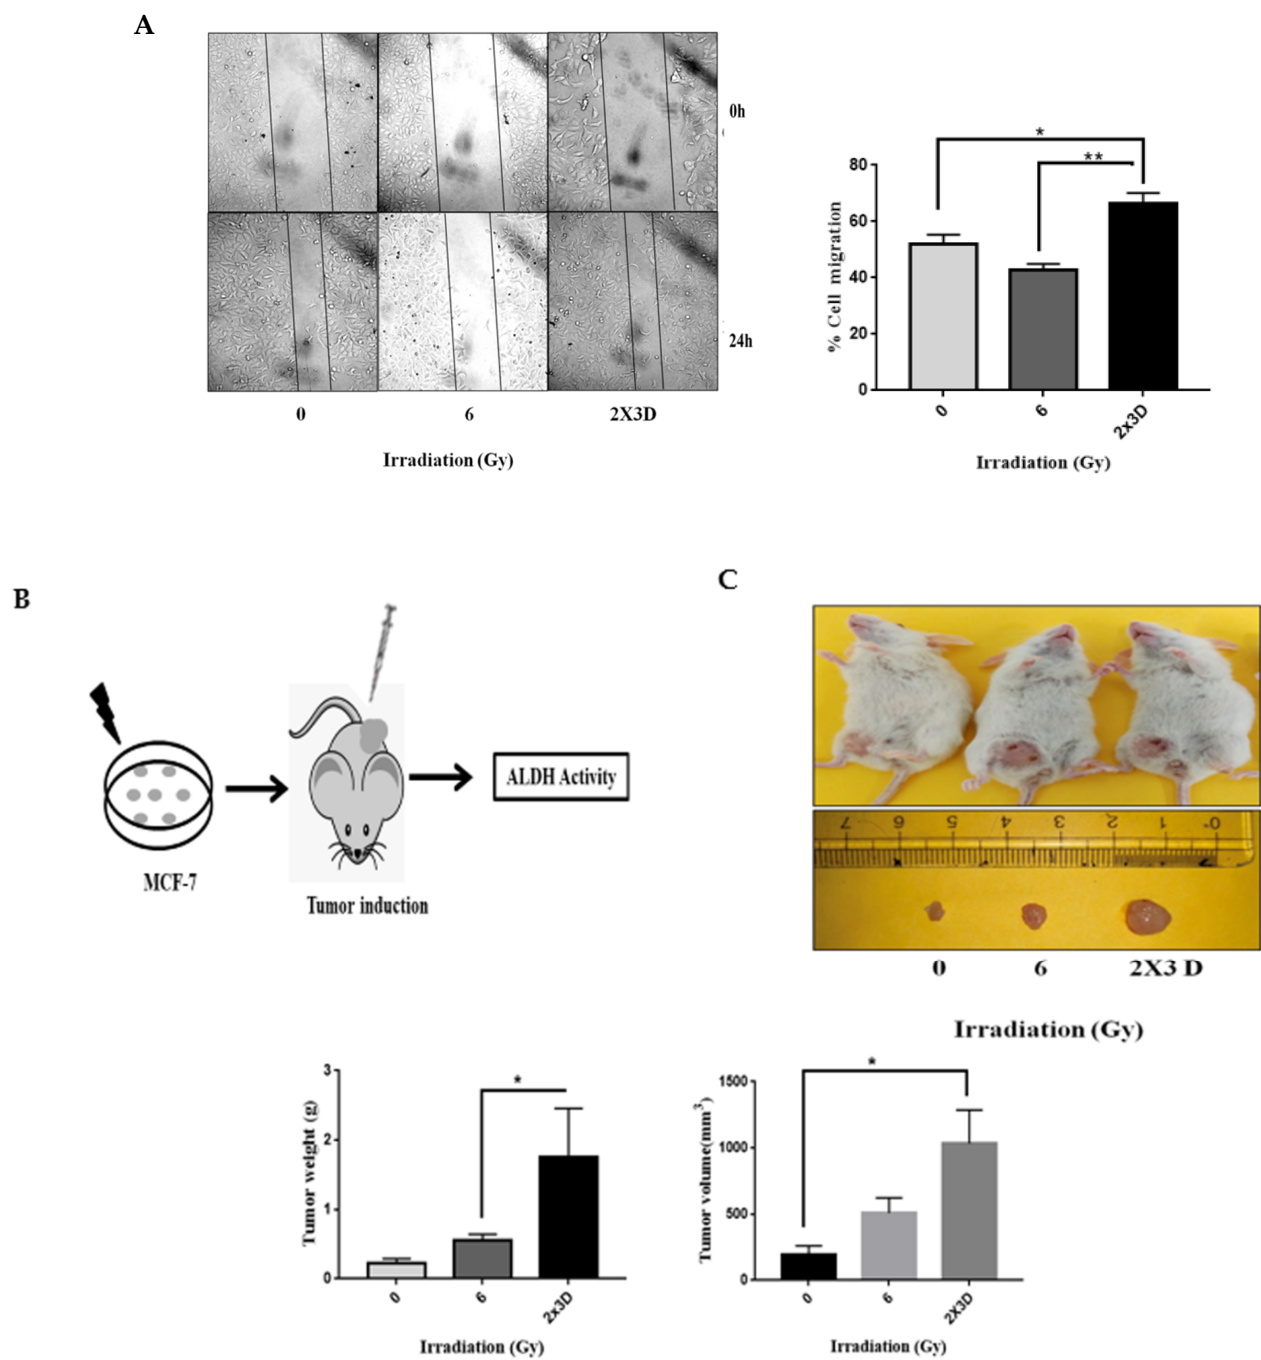 A
0h
24h
0
6
2X3D
Irradiation (Gy)
*
**
80
60
40
20
0
% Cell migration
0
6
2x3D
Irradiation (Gy)
B
MCF-7
Tumor induction
ALDH Activity
C
7 6 5 4 3 2 1 0
0
6
2X3 D
Irradiation (Gy)
*
3
2
1
0
Tumor weight (g)
0
6
2x3D
Irradiation (Gy)
*
1500
1000
500
0
Tumor volume(mm³)
0
6
2X3D
Irradiation (Gy)